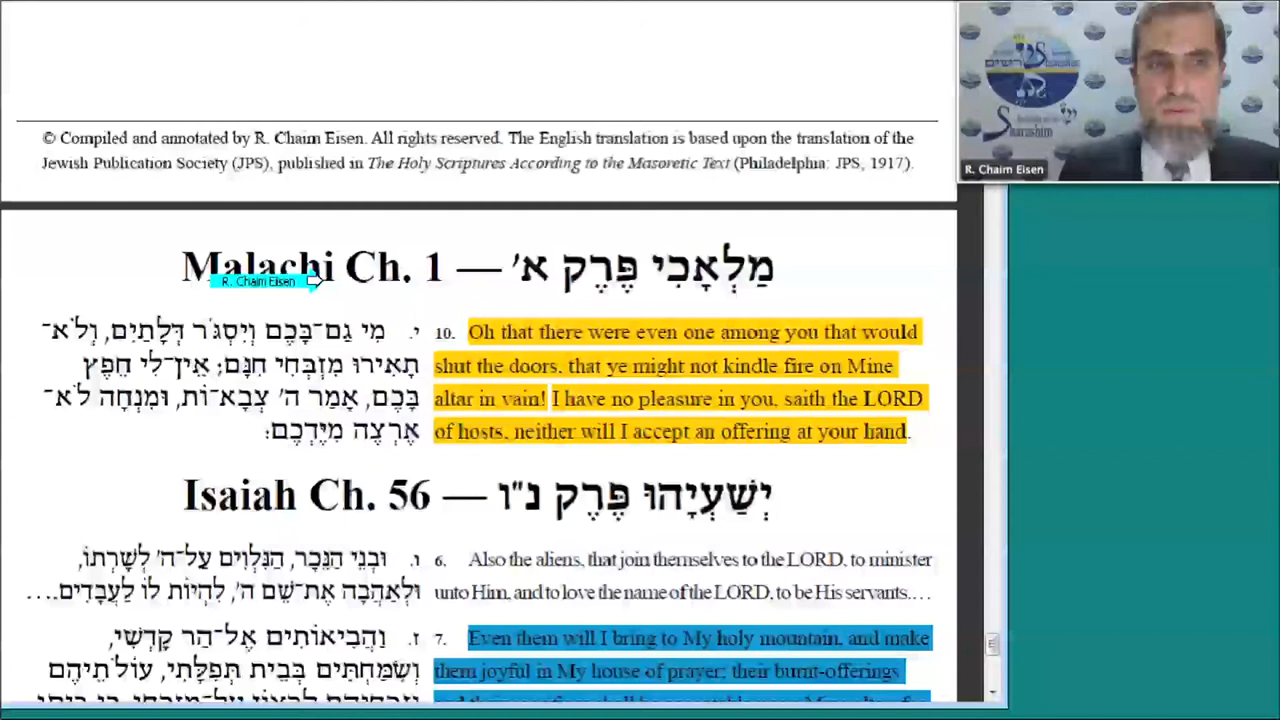 © Compiled and annotated by R. Chaim Eisen. All rights reserved. The English translation is based upon the translation of the
Jewish Publication Society (JPS), published in The Holy Scriptures According to the Masoretic Text (Philadelphia: JPS, 1917).
R. Chaim Eisen
Malachi Ch. 1 — מַלְאָכִי פֶּרֶק א׳
R. Chaim Eisen
י. מִי גַם־בָּכֶם וְיִסְגֹּר דְּלָתַיִם, וְלֹא־
תָאִירוּ מִזְבְּחִי חִנָּם; אֵין־לִי חֵפֶץ
בָּכֶם, אָמַר ה׳ צְבָא־וֹת, וּמִנְחָה לֹא־
אֶרְצֶה מִיֶּדְכֶם:
10. Oh that there were even one among you that would
shut the doors, that ye might not kindle fire on Mine
altar in vain! I have no pleasure in you, saith the LORD
of hosts, neither will I accept an offering at your hand.
Isaiah Ch. 56 — יְשַׁעְיָהוּ פֶּרֶק נ״ו
ו. וּבְנֵי הַנֵּכָר, הַנִּלְוִים עַל־ה׳ לְשָׁרְתוֹ,
וּלְאַהֲבָה אֶת־שֵׁם ה׳, לִהְיוֹת לוֹ לַעֲבָדִים....
6. Also the aliens, that join themselves to the LORD, to minister
unto Him, and to love the name of the LORD, to be His servants....
ז. וַהֲבִיאוֹתִים אֶל־הַר קָדְשִׁי,
וְשִׂמַּחְתִּים בְּבֵית תְּפִלָּתִי, עוֹלֹתֵיהֶם
7. Even them will I bring to My holy mountain, and make
them joyful in My house of prayer; their burnt-offerings